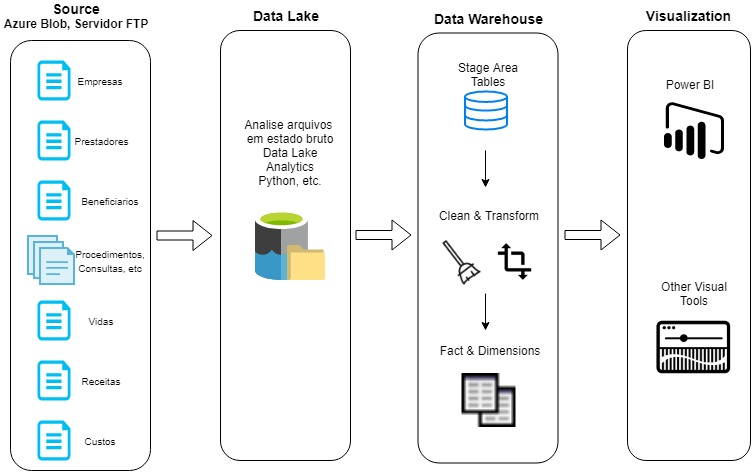 Source
Azure Blob, Servidor FTP
Empresas
Prestadores
Beneficiarios
Procedimentos,
Consultas, etc
Vidas
Receitas
Custos
Data Lake
Analise arquivos
em estado bruto
Data Lake
Analytics
Python, etc.
Data Warehouse
Stage Area
Tables
Clean & Transform
Fact & Dimensions
Visualization
Power BI
Other Visual
Tools